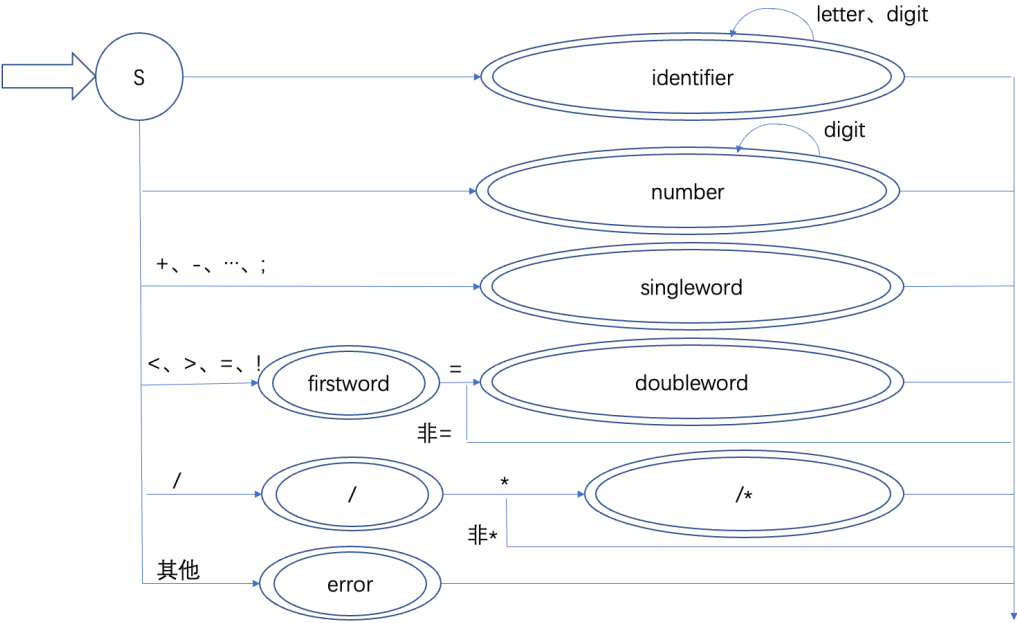 letter、digit
S
identifier
digit
number
+、-、…、;
singleword
<、>、=、!
firstword
=
doubleword
非=
/
/
*
/*
非*
其他
error